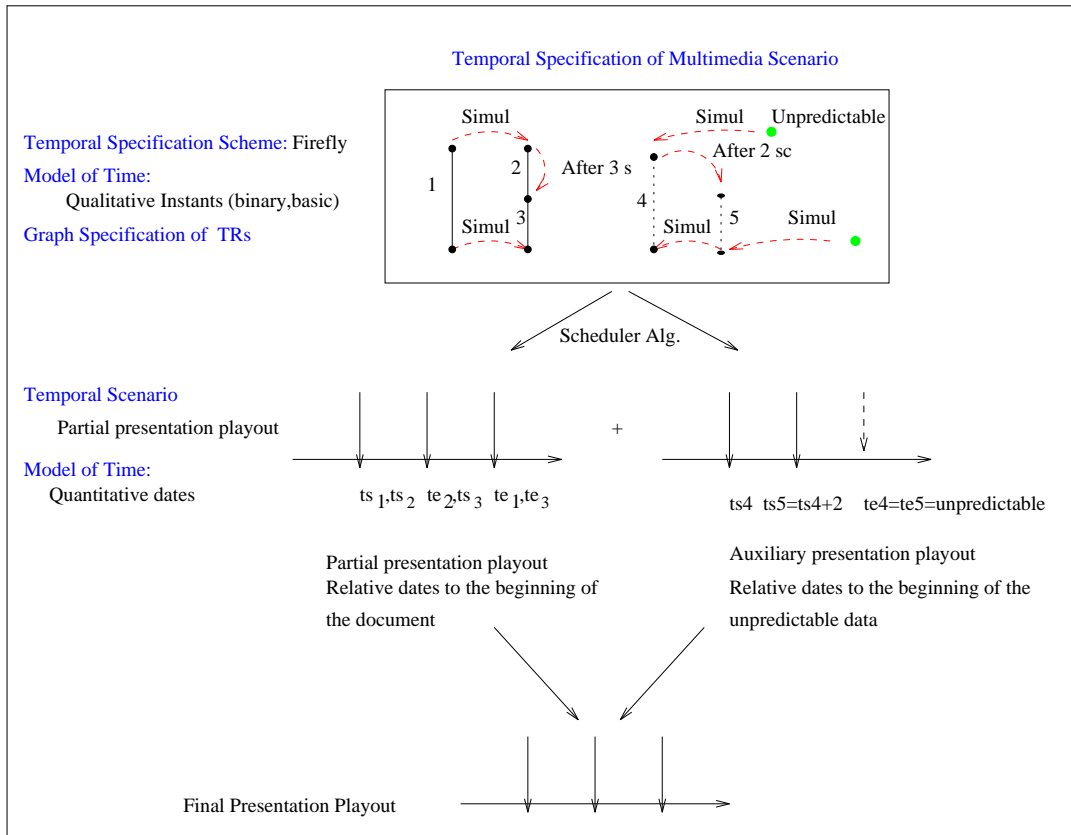 Temporal Specification of Multimedia Scenario
Simul
Simul
Unpredictable
Temporal Specification Scheme: Firefly
2
After 3 s
After 2 sc
Model of Time:
1
Qualitative Instants (binary,basic)
4
3
5
Simul
Graph Specification of TRs
Simul
Simul
Scheduler Alg.
Temporal Scenario
Partial presentation playout
+
Model of Time:
Quantitative dates
ts 1,ts 2 te 2,ts 3 te 1,te 3
ts4 ts5=ts4+2 te4=te5=unpredictable
Partial presentation playout
Relative dates to the beginning of
the document
Auxiliary presentation playout
Relative dates to the beginning of the
unpredictable data
Final Presentation Playout